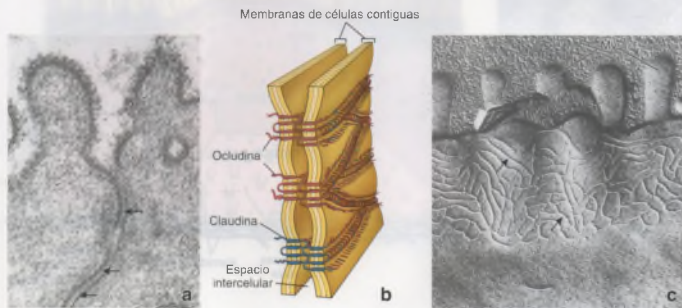 Membranas de células contiguas
Ocludina
Claudina
Espacio
intercelular
a
b
c